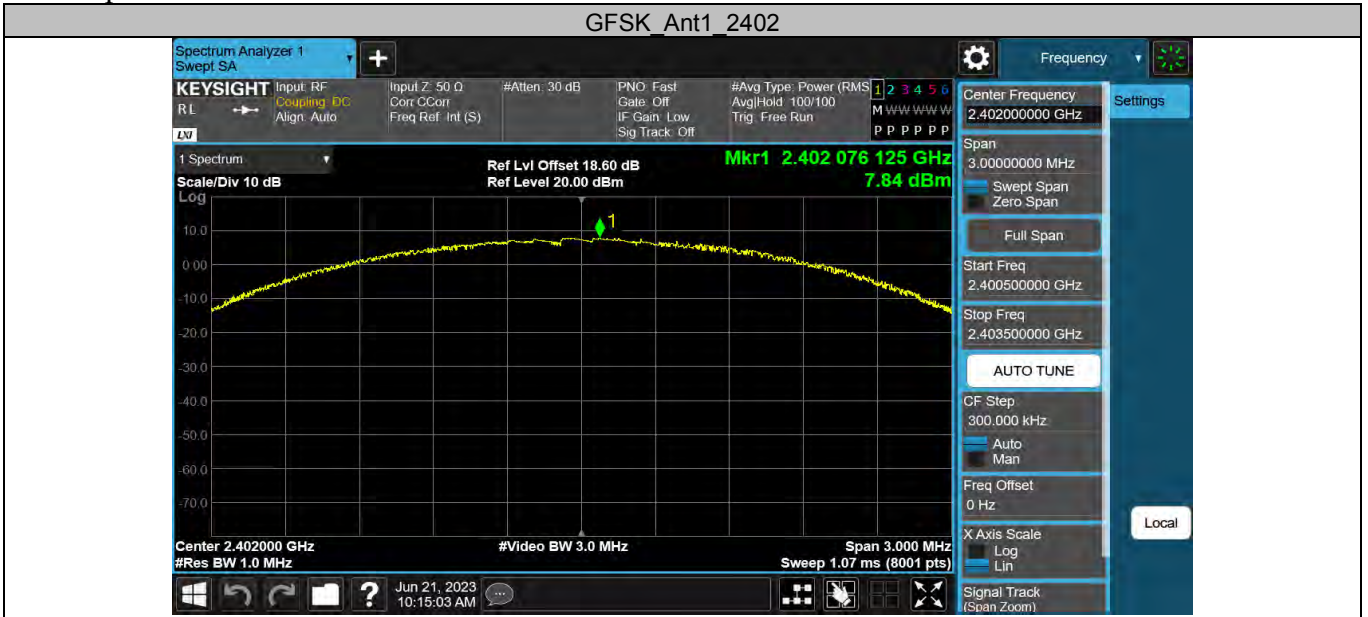 GFSK_Ant1_2402
Spectrum Analyzer 1
Swept SA
Frequency
KEYSIGHT
RL
LXI
Input: RF
Coupling: DC
Align: Auto
Input Z: 50 Ω
Corr CCorr
Freq Ref: Int (S)
#Atten: 30 dB
PNO: Fast
Gate: Off
IF Gain: Low
Sig Track: Off
#Avg Type: Power (RMS
Avg|Hold: 100/100
Trig: Free Run
1 2 3 4 5 6
M W W W W W
P P P P P P
1 Spectrum
Scale/Div 10 dB
Ref Lvl Offset 18.60 dB
Ref Level 20.00 dBm
Mkr1 2.402 076 125 GHz
7.84 dBm
Log
1
10.0
0.00
-10.0
-20.0
-30.0
-40.0
-50.0
-60.0
-70.0
Center 2.402000 GHz
#Res BW 1.0 MHz
#Video BW 3.0 MHz
Span 3.000 MHz
Sweep 1.07 ms (8001 pts)
Jun 21, 2023
10:15:03 AM
Center Frequency
2.402000000 GHz
Span
3.00000000 MHz
Swept Span
Zero Span
Full Span
Start Freq
2.400500000 GHz
Stop Freq
2.403500000 GHz
AUTO TUNE
CF Step
300.000 kHz
Auto
Man
Freq Offset
0 Hz
X Axis Scale
Log
Lin
Signal Track
(Span Zoom)
Settings
Local